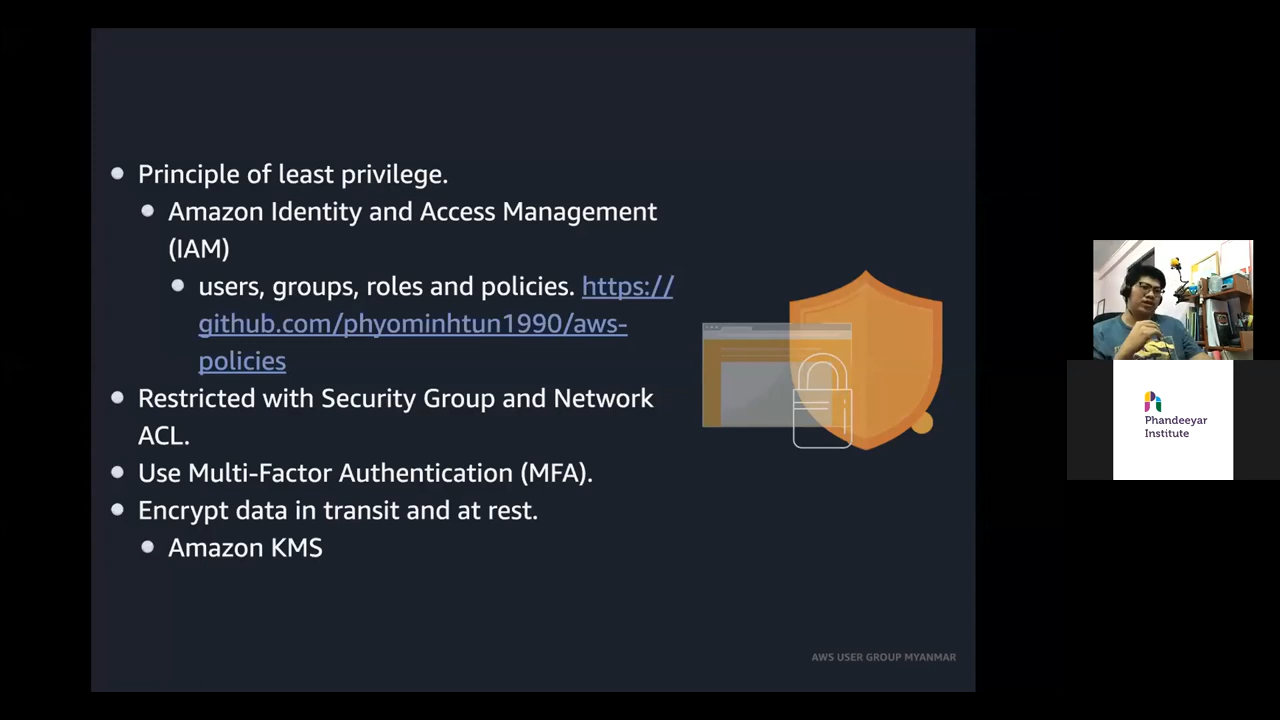 Principle of least privilege.
Amazon Identity and Access Management
(IAM)
users, groups, roles and policies. https://
github.com/phyominhtun1990/aws-
policies
Restricted with Security Group and Network
ACL.
Use Multi-Factor Authentication (MFA).
Encrypt data in transit and at rest.
Amazon KMS
AWS USER GROUP MYANMAR
Phandeeyar
Institute